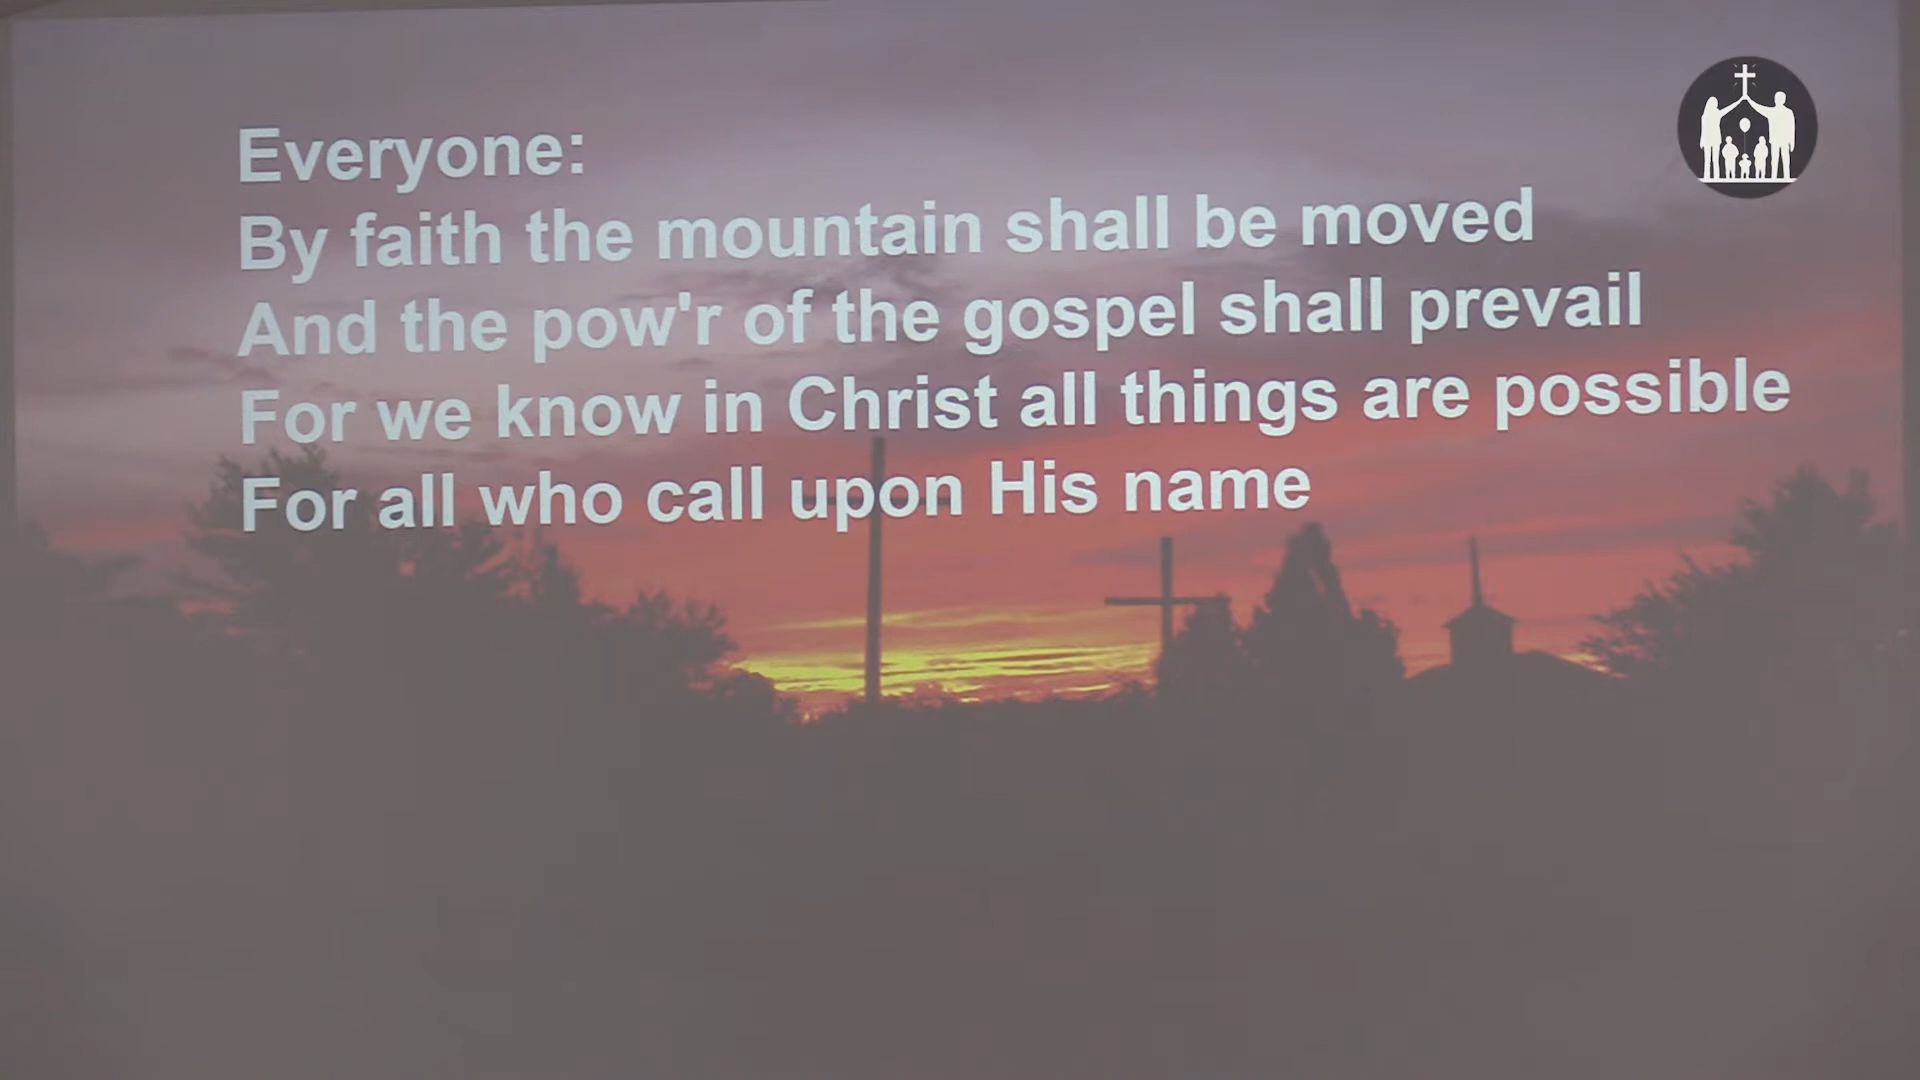 Everyone:
By faith the mountain shall be moved
And the pow'r of the gospel shall prevail
For we know in Christ all things are possible
For all who call upon His name